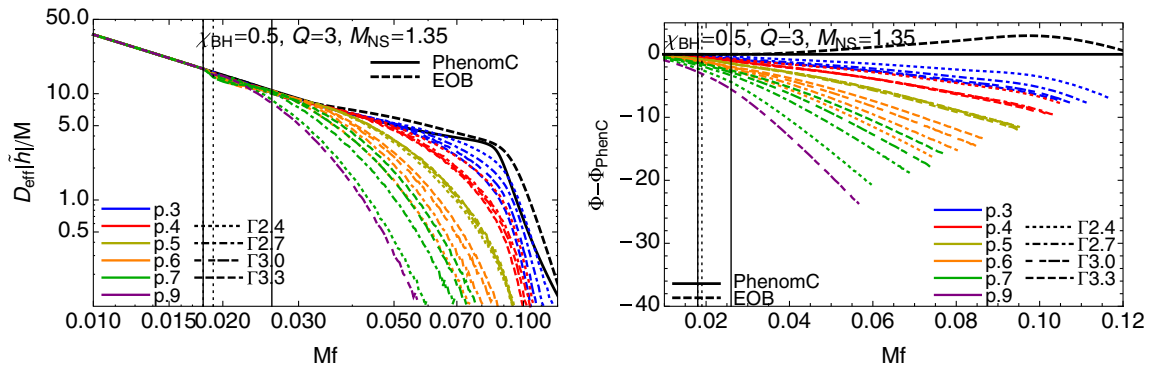 χBH=0.5, Q=3, MNS=1.35
PhenomC
EOB
50.0
10.0
5.0
1.0
0.5
Deff|h̃|/M
p.3
p.4
p.5
p.6
p.7
p.9
Γ2.4
Γ2.7
Γ3.0
Γ3.3
0.010
0.015
0.020
0.030
0.050
0.070
0.100
Mf
χBH=0.5, Q=3, MNS=1.35
0
−10
−20
−30
−40
Φ−ΦPhenC
PhenomC
EOB
p.3
p.4
p.5
p.6
p.7
p.9
Γ2.4
Γ2.7
Γ3.0
Γ3.3
0.02
0.04
0.06
0.08
0.10
0.12
Mf